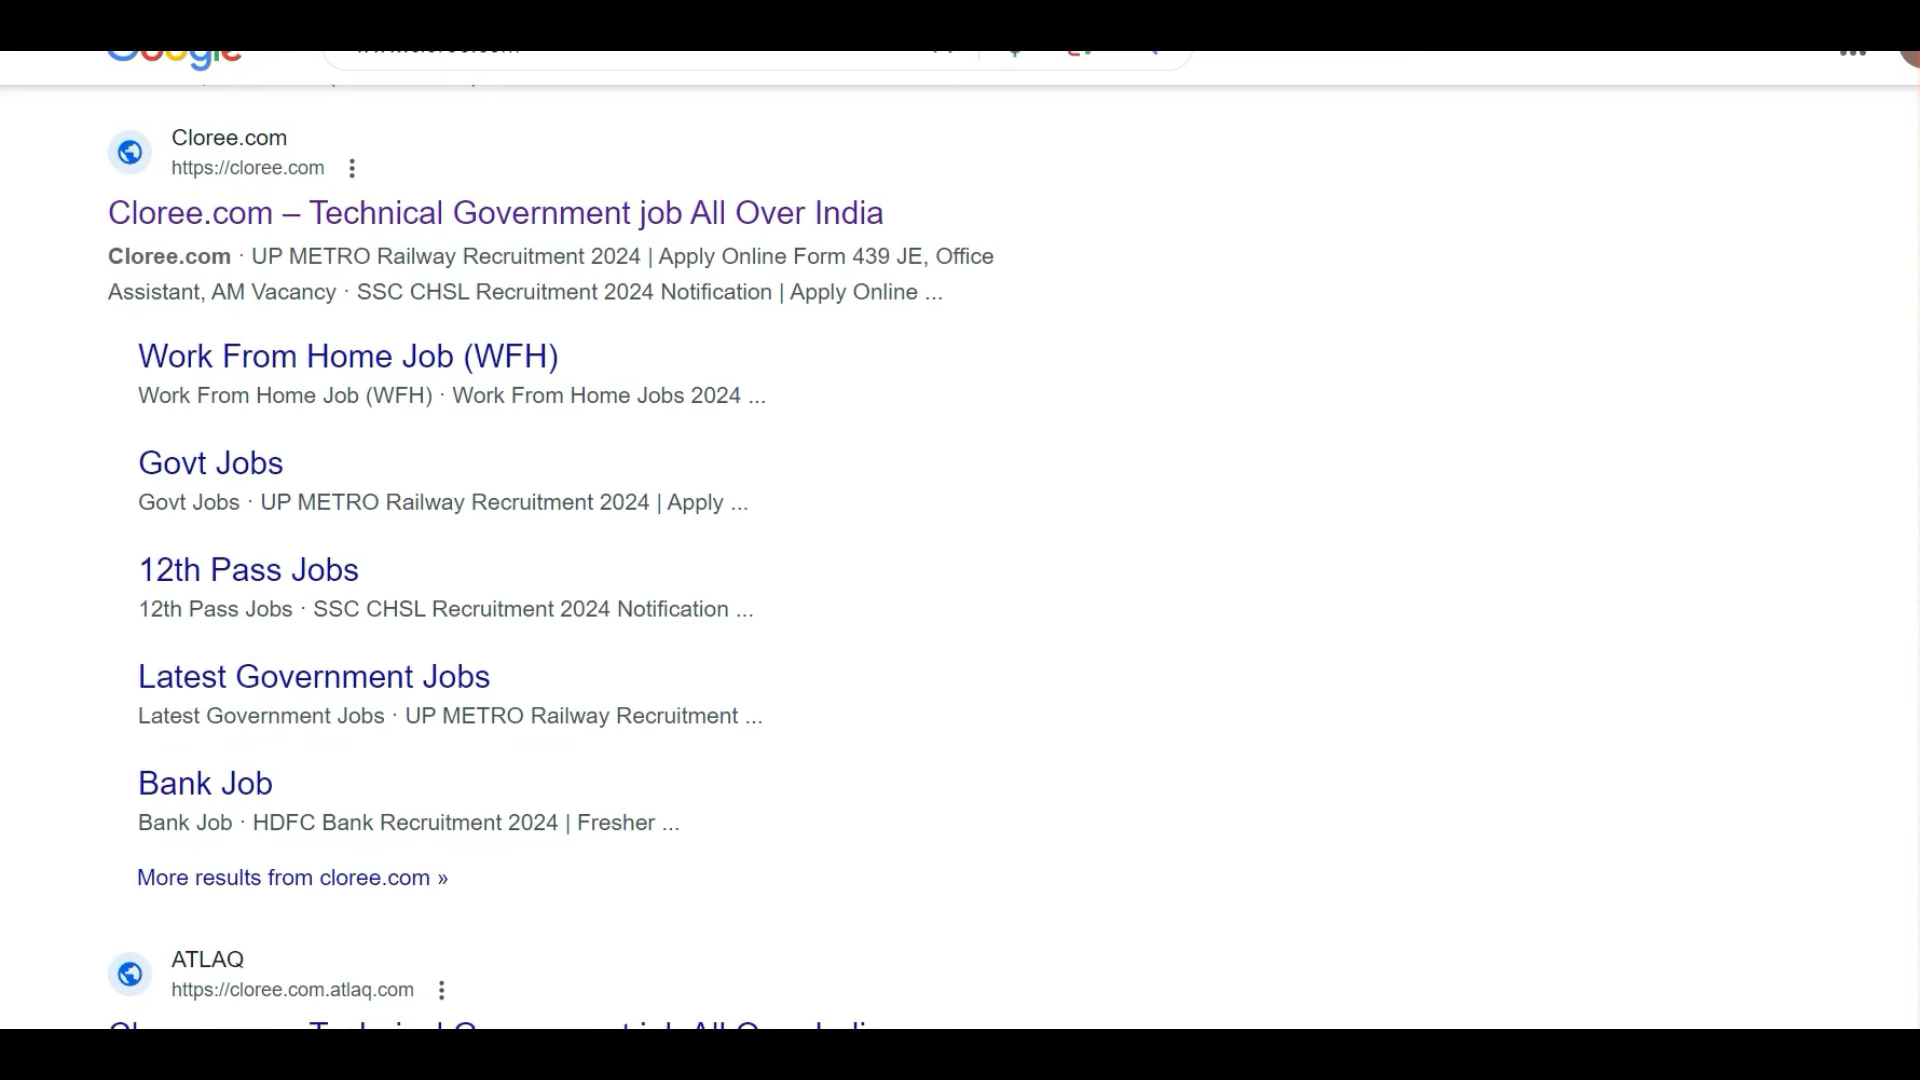 Google
Cloree.com
https://cloree.com
Cloree.com – Technical Government job All Over India
Cloree.com · UP METRO Railway Recruitment 2024 | Apply Online Form 439 JE, Office
Assistant, AM Vacancy · SSC CHSL Recruitment 2024 Notification | Apply Online ...
Work From Home Job (WFH)
Work From Home Job (WFH) · Work From Home Jobs 2024 ...
Govt Jobs
Govt Jobs · UP METRO Railway Recruitment 2024 | Apply ...
12th Pass Jobs
12th Pass Jobs · SSC CHSL Recruitment 2024 Notification ...
Latest Government Jobs
Latest Government Jobs · UP METRO Railway Recruitment ...
Bank Job
Bank Job · HDFC Bank Recruitment 2024 | Fresher ...
More results from cloree.com »
ATLAQ
https://cloree.com.atlaq.com